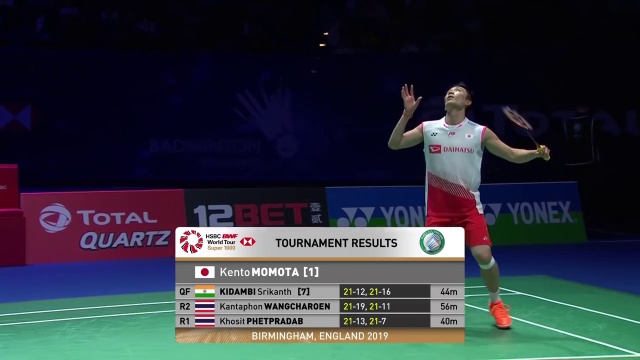 TOTAL
QUARTZ
12BET
YONEX
YONEX
DAIHATSU
HSBC BWF
World Tour
Super 1000
TOURNAMENT RESULTS
Kento MOMOTA [1]
QF KIDAMBI Srikanth [7] 21-12, 21-16 44m
R2 Kantaphon WANGCHAROEN 21-19, 21-11 56m
R1 Khosit PHETPRADAB 21-13, 21-7 40m
BIRMINGHAM, ENGLAND 2019